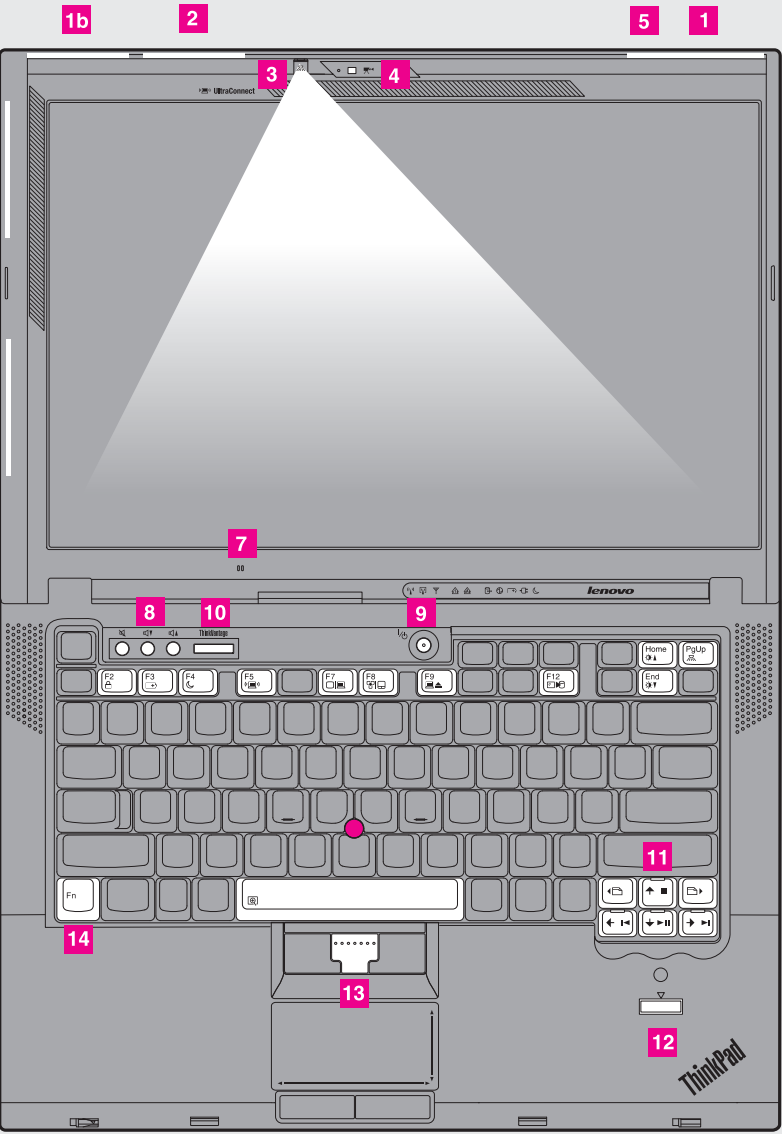 1b
2
5
1
3
4
UltraConnect
7
lenovo
8
10
9
ThinkVantage
Home
PgUp
F2
F3
F4
F5
F7
F8
F9
F12
End
11
Fn
14
13
12
ThinkPad